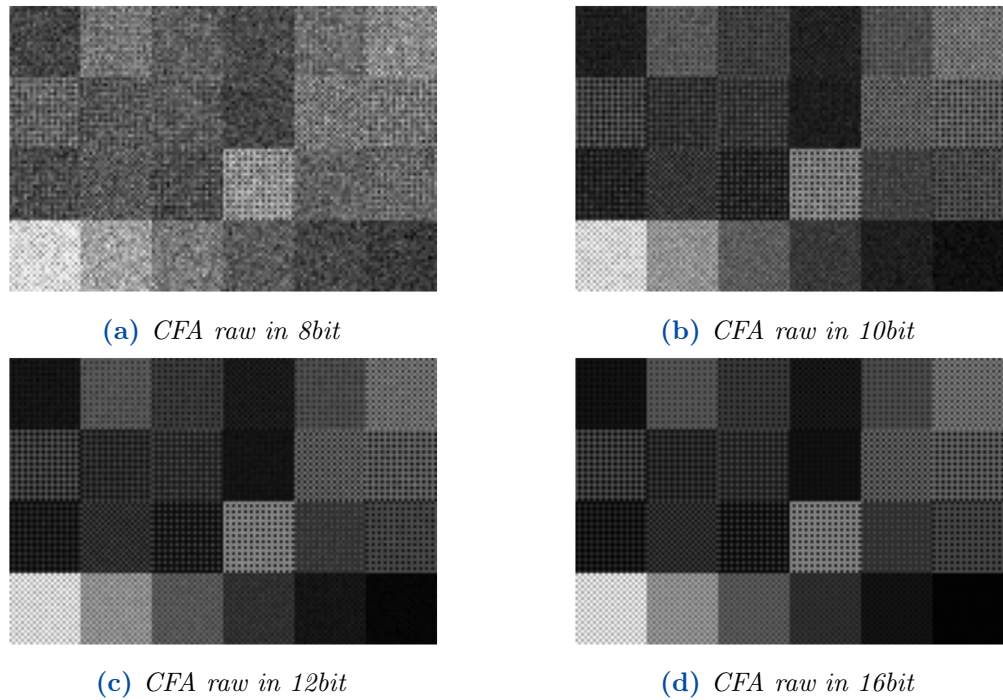 (a) CFA raw in 8bit
(b) CFA raw in 10bit
(c) CFA raw in 12bit
(d) CFA raw in 16bit